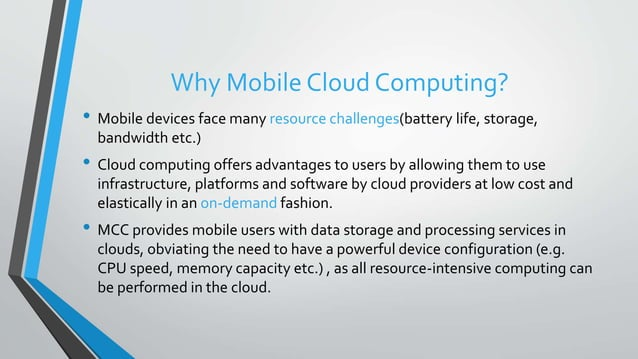 Why Mobile Cloud Computing?
• Mobile devices face many resource challenges(battery life, storage,
bandwidth etc.)
• Cloud computing offers advantages to users by allowing them to use
infrastructure, platforms and software by cloud providers at low cost and
elastically in an on-demand fashion.
• MCC provides mobile users with data storage and processing services in
clouds, obviating the need to have a powerful device configuration (e.g.
CPU speed, memory capacity etc.) , as all resource-intensive computing can
be performed in the cloud.